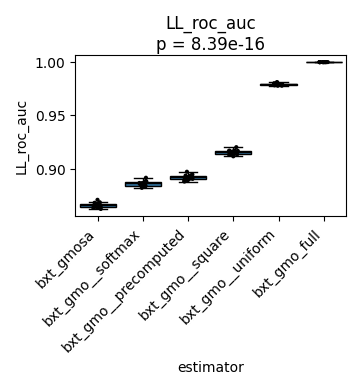 LL_roc_auc
p = 8.39e-16
1.00
0.95
0.90
LL_roc_auc
bxt_gmosa
bxt_gmo__softmax
bxt_gmo__precomputed
bxt_gmo__square
bxt_gmo__uniform
bxt_gmo_full
estimator